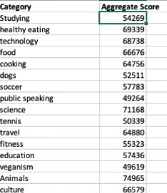 Category Aggregate Score
Studying 54269
healthy eating 69339
technology 68738
food 66676
cooking 64756
dogs 52511
soccer 57783
public speaking 49264
science 71168
tennis 50339
travel 64880
fitness 55323
education 57436
veganism 49619
Animals 74965
culture 66579